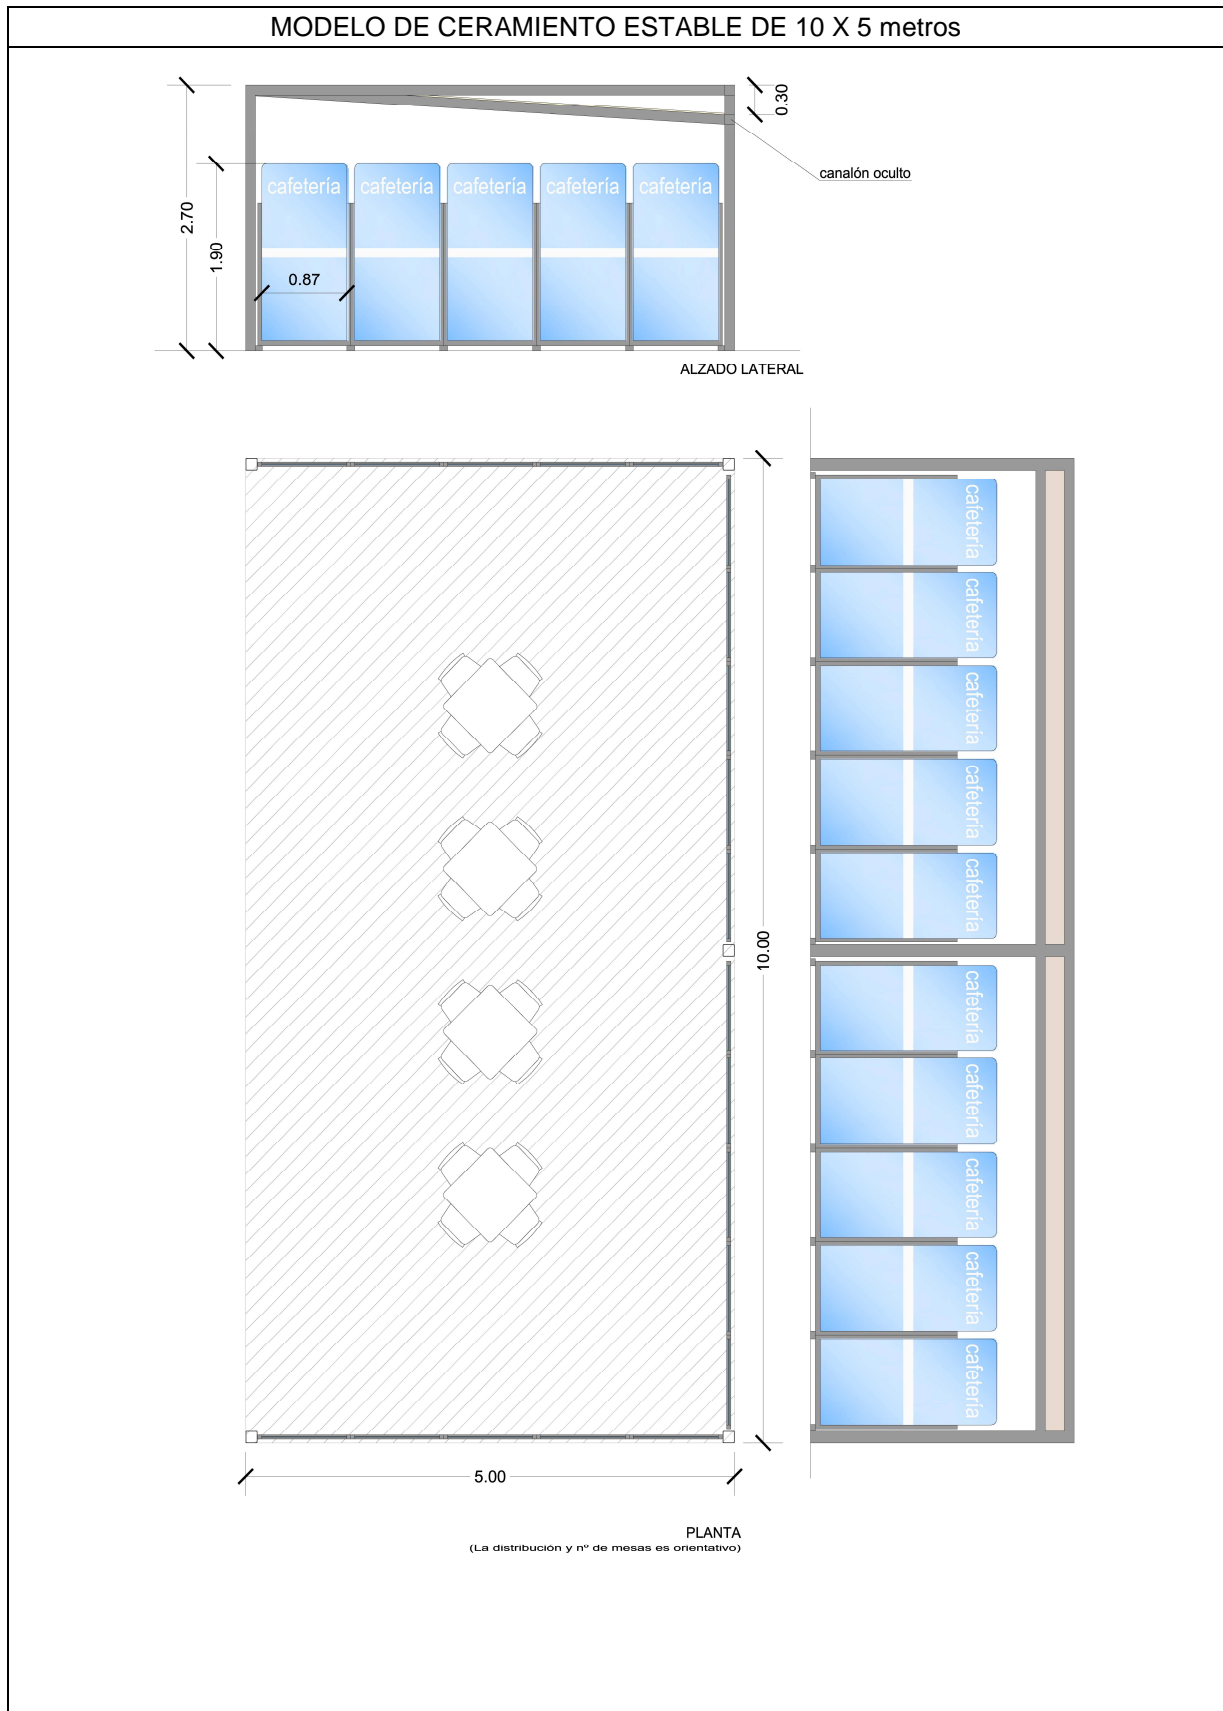 MODELO DE CERAMIENTO ESTABLE DE 10 X 5 metros
0.30
canalón oculto
cafetería cafetería cafetería cafetería cafetería
2.70
1.90
0.87
ALZADO LATERAL
cafetería
cafetería
cafetería
cafetería
cafetería
10.00
cafetería
cafetería
cafetería
cafetería
cafetería
5.00
PLANTA
(La distribución y nº de mesas es orientativo)